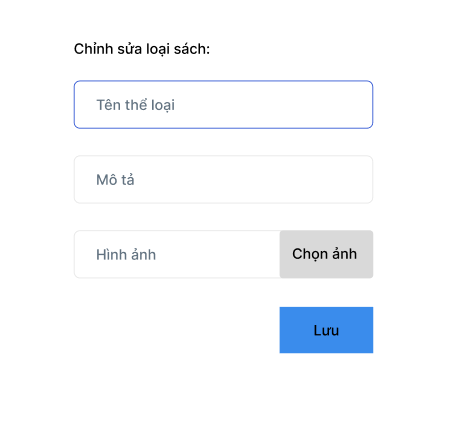 Chỉnh sửa loại sách:
Tên thể loại
Mô tả
Hình ảnh
Chọn ảnh
Lưu